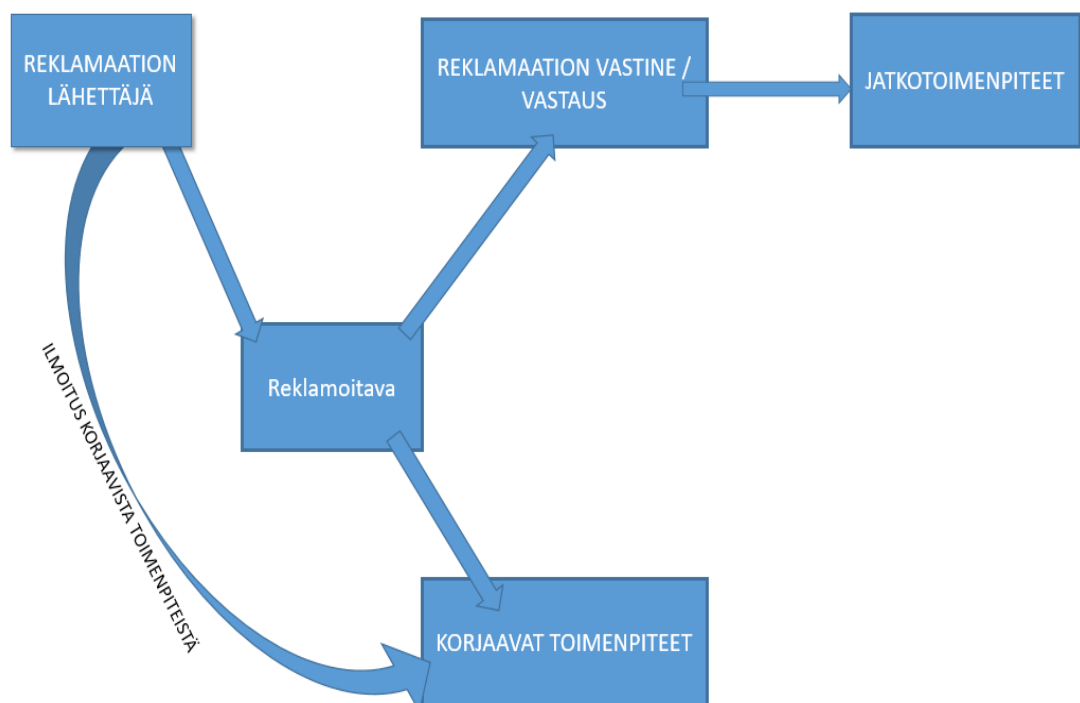 REKLAMAATION
LÄHETTÄJÄ
REKLAMAATION VASTINE /
VASTAUS
JATKOTOIMENPITEET
Reklamoitava
ILMOITUS KORJAAVISTA TOIMENPITEISTÄ
KORJAAVAT TOIMENPITEET